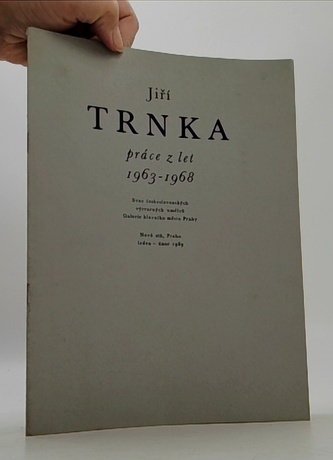 Jiří
TRNKA
práce z let
1963-1968
Svaz československých
výtvarných umělců
Galerie hlavního města Prahy
Nová síň, Praha
leden - únor 1969